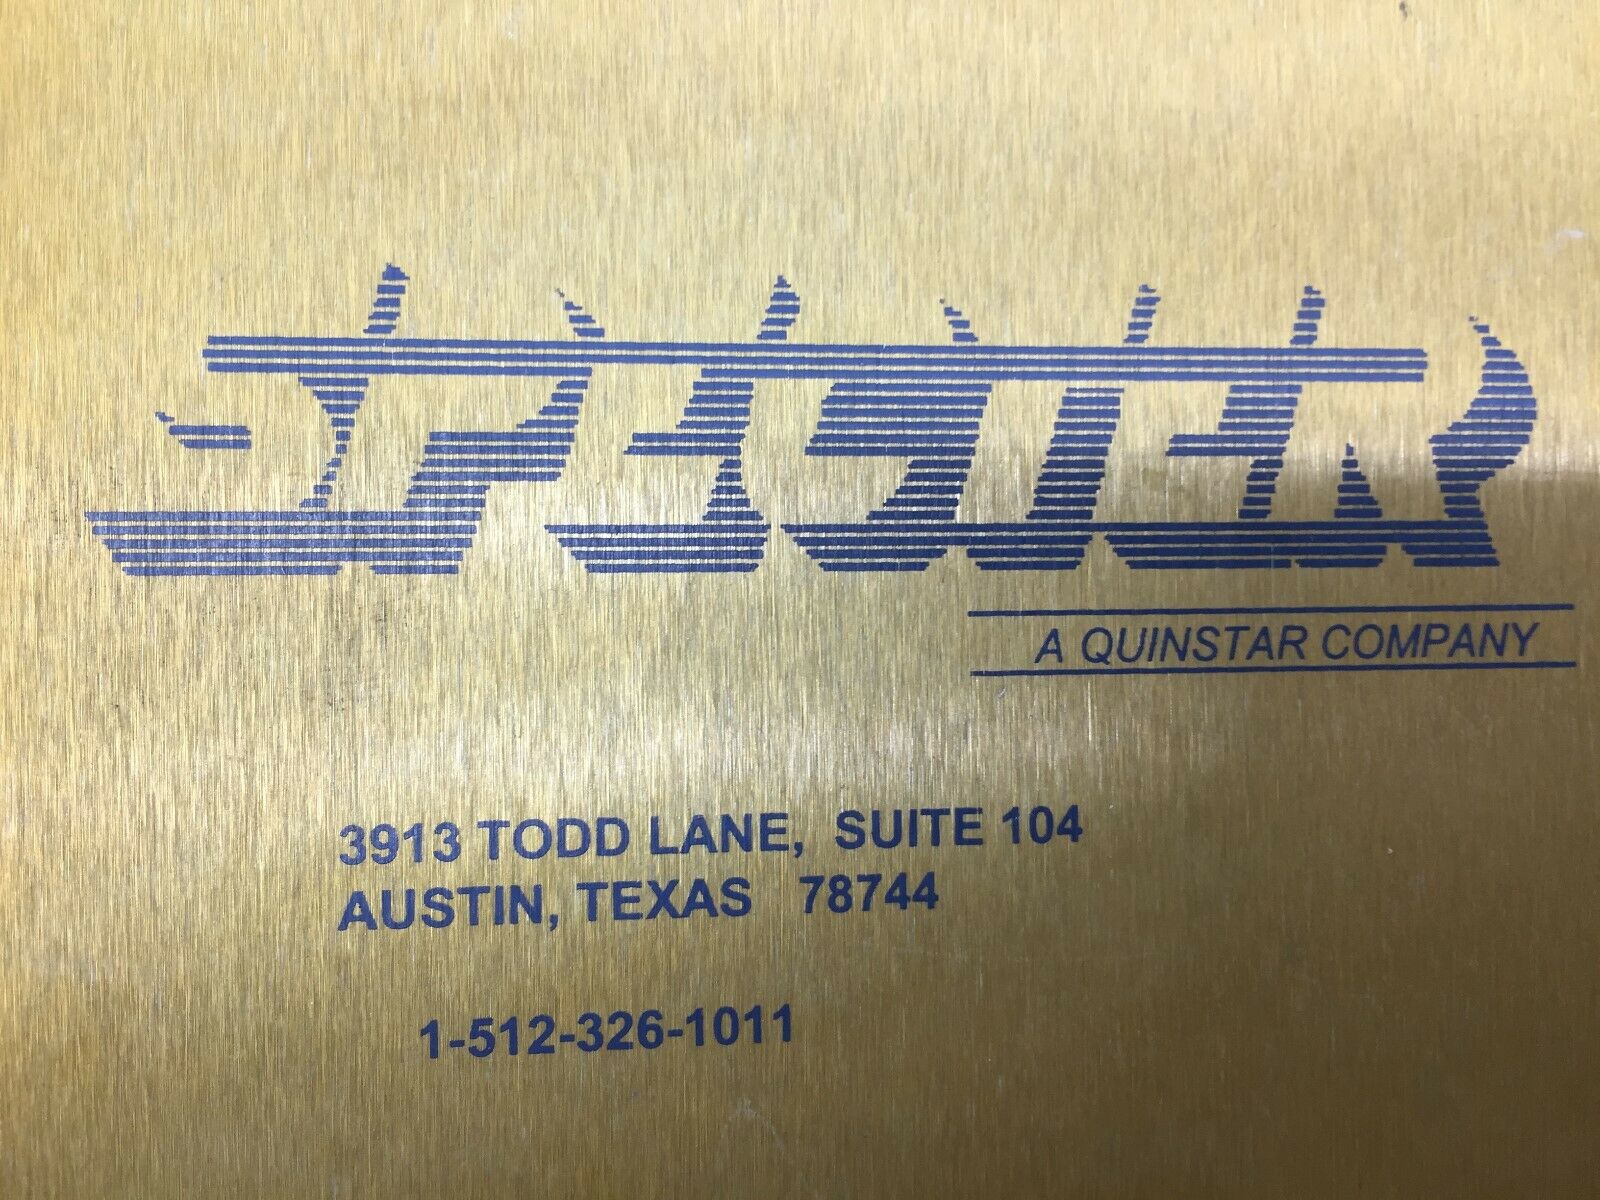 A QUINSTAR COMPANY
3913 TODD LANE, SUITE 104
AUSTIN, TEXAS 78744
1-512-326-1011